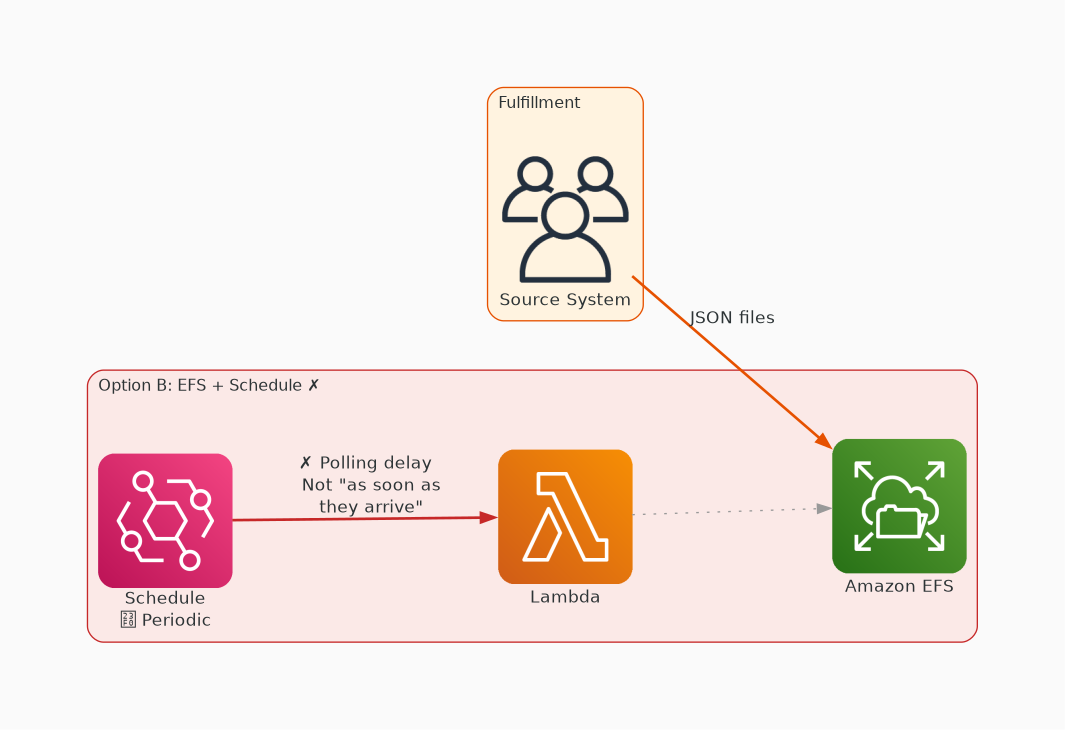 Fulfillment
Source System
JSON files
Option B: EFS + Schedule ✗
✗ Polling delay
Not "as soon as
they arrive"
Schedule
Periodic
Lambda
Amazon EFS